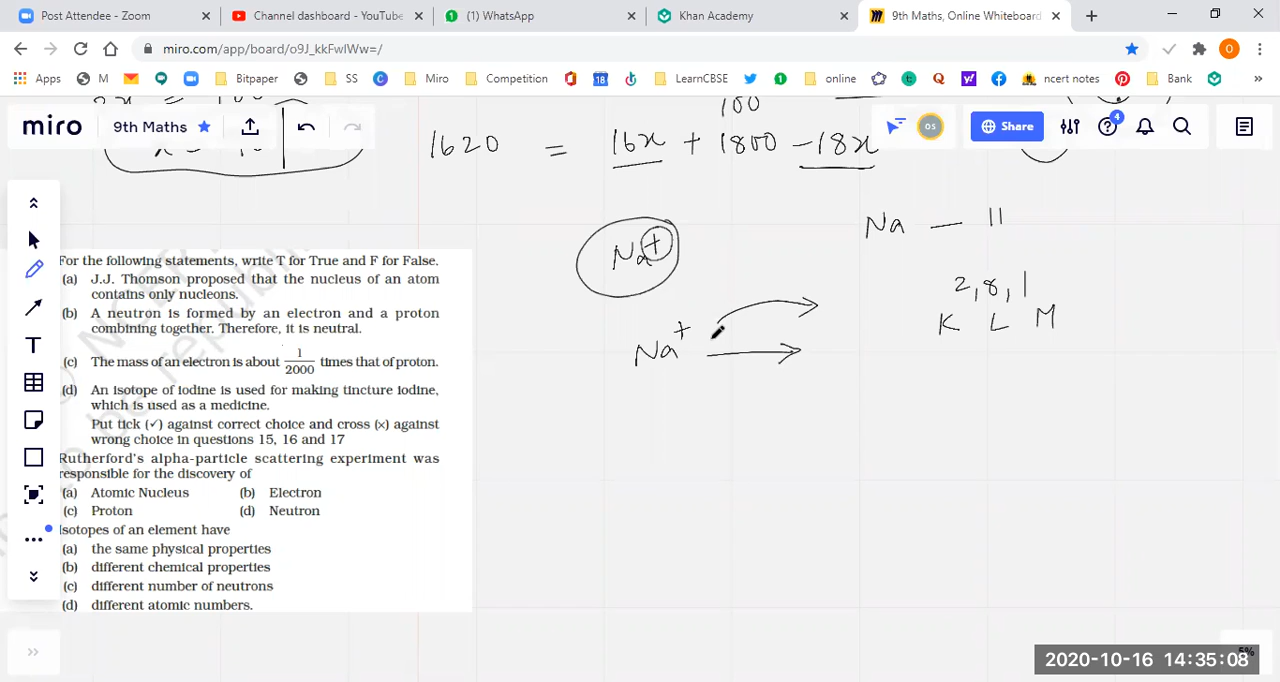 Post Attendee - Zoom
Channel dashboard - YouTube
(1) WhatsApp
Khan Academy
9th Maths, Online Whiteboard
miro.com/app/board/o9J_kkFwIWw=/
O
Apps
M
Bitpaper
SS
Miro
Competition
18
LearnCBSE
online
ncert notes
Bank
miro
9th Maths
OS
Share
4
100
1620 = 16x + 1800 - 18x
Na+
Na — 11
2, 8, 1
K L M
Na+
For the following statements, write T for True and F for False.
(a) J.J. Thomson proposed that the nucleus of an atom
contains only nucleons.
(b) A neutron is formed by an electron and a proton
combining together. Therefore, it is neutral.
(c) The mass of an electron is about 1/2000 times that of proton.
(d) An isotope of iodine is used for making tincture iodine,
which is used as a medicine.
Put tick (✓) against correct choice and cross (×) against
wrong choice in questions 15, 16 and 17
Rutherford's alpha-particle scattering experiment was
responsible for the discovery of
(a) Atomic Nucleus (b) Electron
(c) Proton (d) Neutron
Isotopes of an element have
(a) the same physical properties
(b) different chemical properties
(c) different number of neutrons
(d) different atomic numbers.
2020-10-16 14:35:08